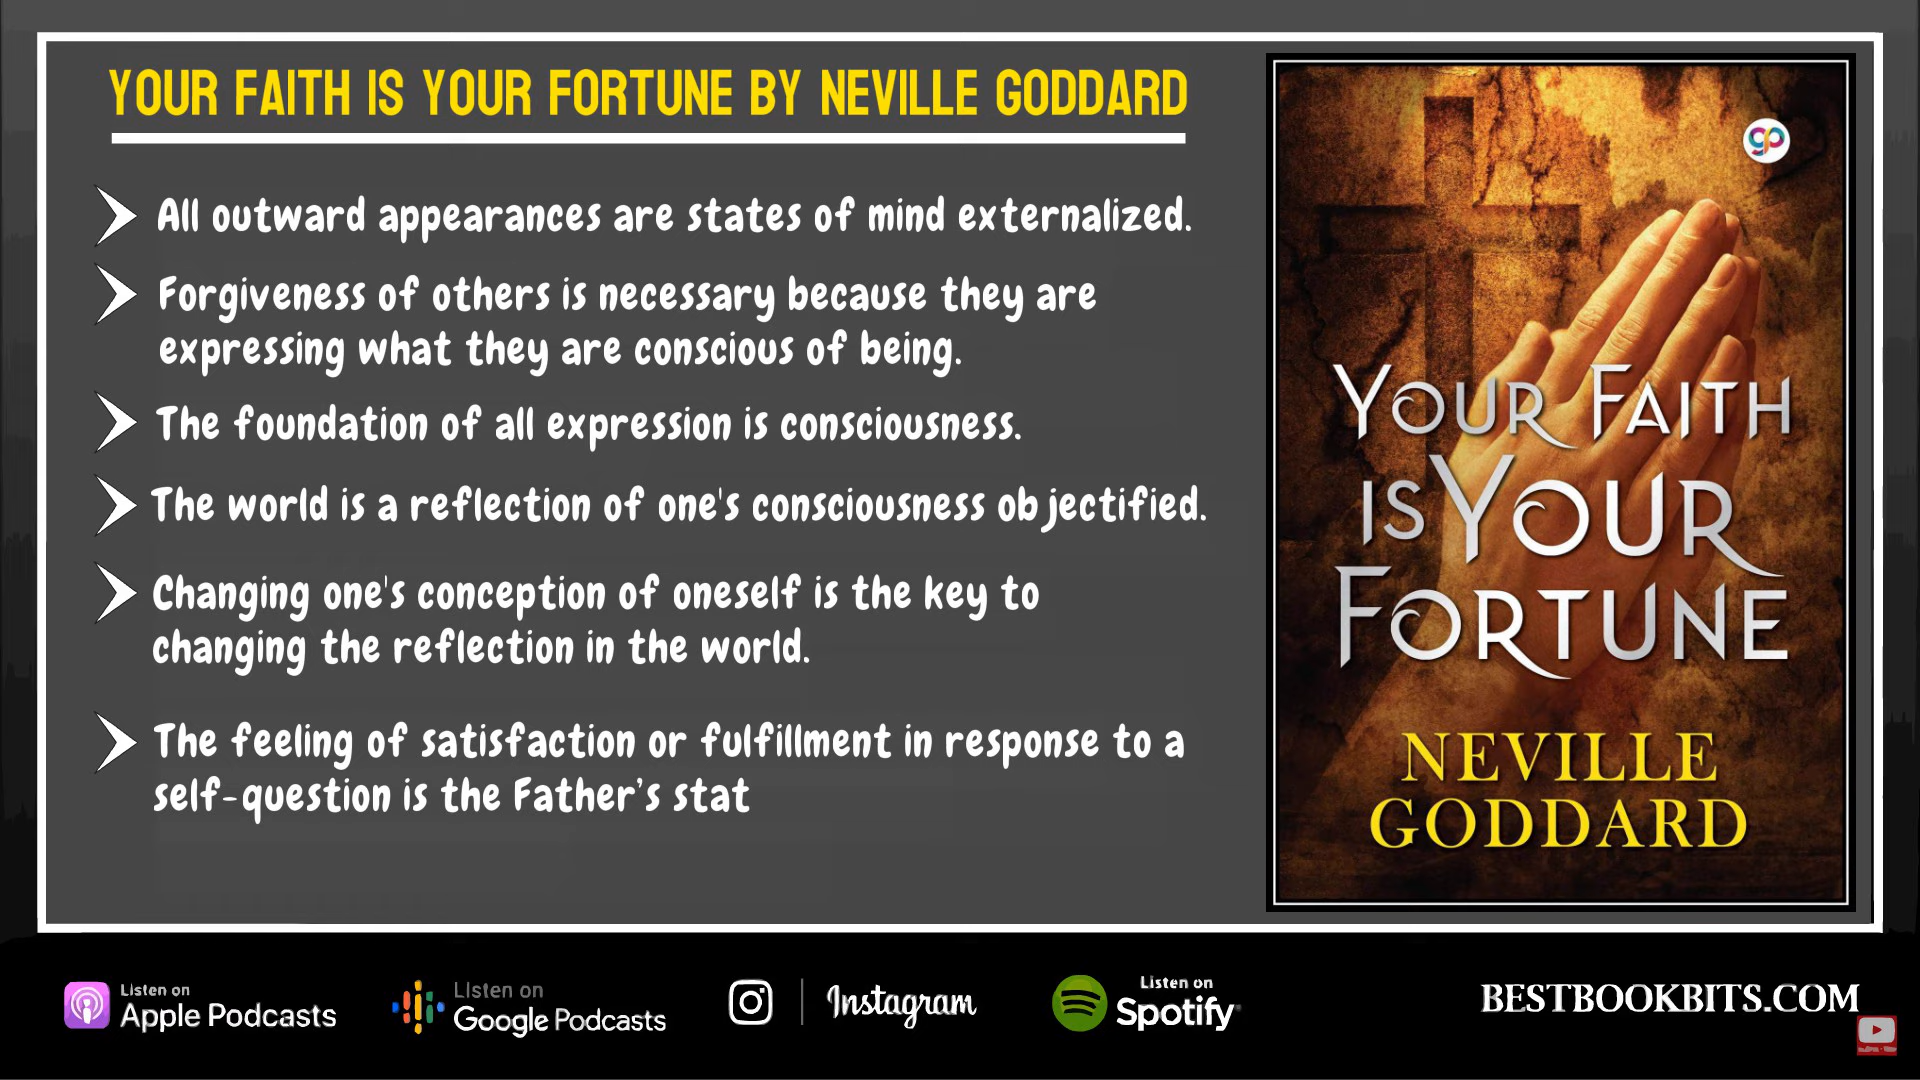 YOUR FAITH IS YOUR FORTUNE BY NEVILLE GODDARD
All outward appearances are states of mind externalized.
Forgiveness of others is necessary because they are
expressing what they are conscious of being.
The foundation of all expression is consciousness.
The world is a reflection of one's consciousness objectified.
Changing one's conception of oneself is the key to
changing the reflection in the world.
The feeling of satisfaction or fulfillment in response to a
self-question is the Father's stat
gp
YOUR FAITH
IS YOUR
FORTUNE
NEVILLE
GODDARD
Listen on
Apple Podcasts
Listen on
Google Podcasts
Instagram
Listen on
Spotify
BESTBOOKBITS.COM